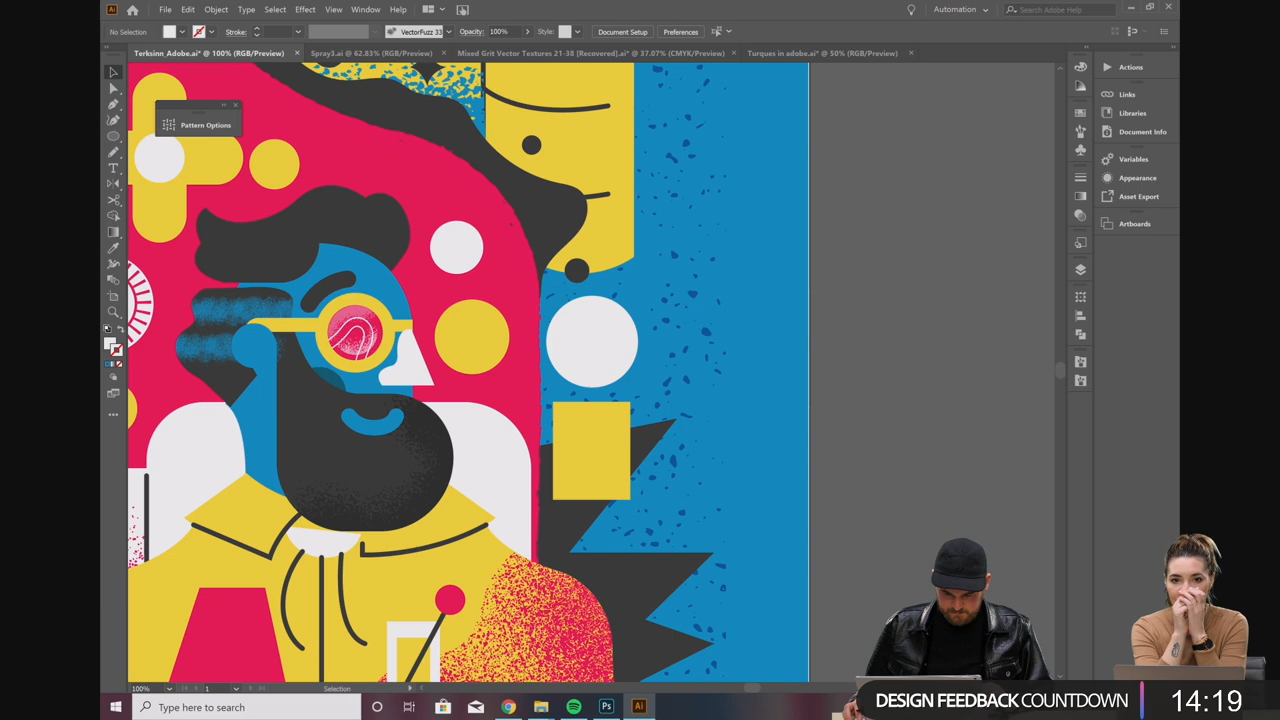 Ai
File
Edit
Object
Type
Select
Effect
View
Window
Help
Automation
Search Adobe Help
No Selection
Stroke:
VectorFuzz 33
Opacity:
100%
Style:
Document Setup
Preferences
Terksinn_Adobe.ai* @ 100% (RGB/Preview)
Spray3.ai @ 62.83% (RGB/Preview)
Mixed Grit Vector Textures 21-38 [Recovered].ai* @ 37.07% (CMYK/Preview)
Turques in adobe.ai* @ 50% (RGB/Preview)
Pattern Options
Actions
Links
Libraries
Document Info
Variables
Appearance
Asset Export
Artboards
100%
1
Selection
Type here to search
Ps
Ai
DESIGN FEEDBACK COUNTDOWN
14:19